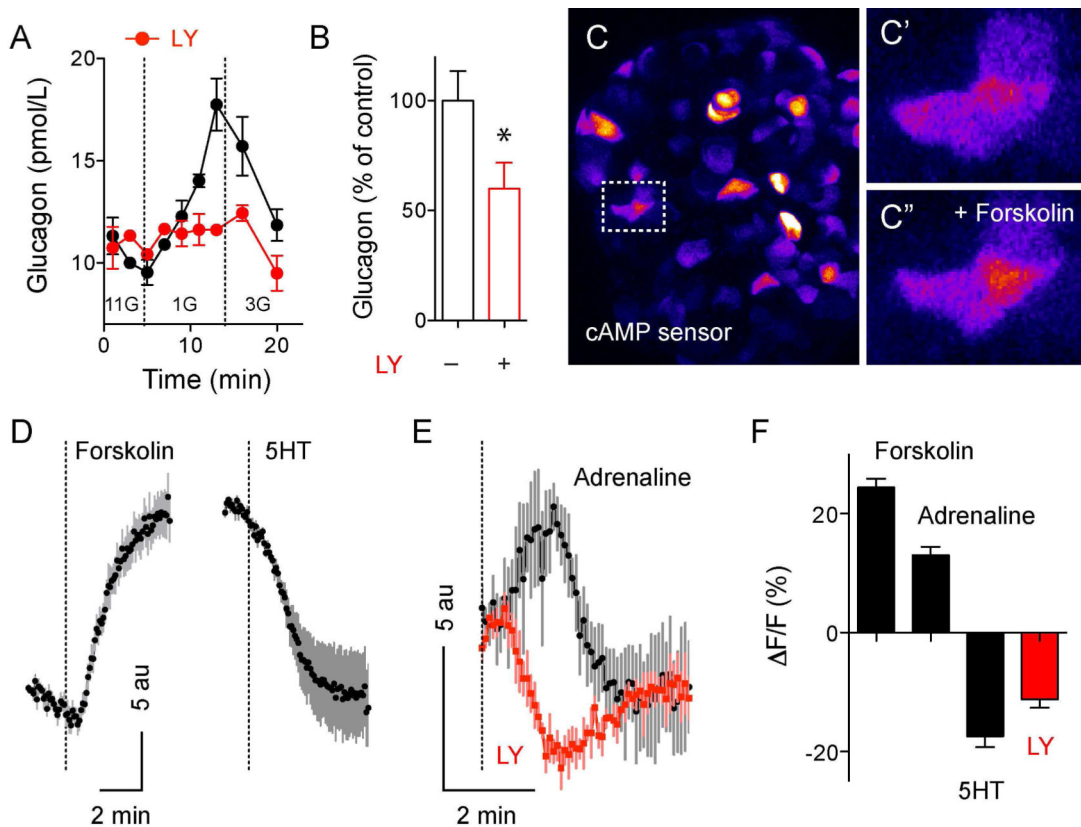 A
LY
Glucagon (pmol/L)
20
15
10
11G
1G
3G
0
10
20
Time (min)
B
Glucagon (% of control)
100
50
0
*
LY
–
+
C
cAMP sensor
C'
C"
+ Forskolin
D
Forskolin
5HT
5 au
2 min
E
Adrenaline
5 au
LY
2 min
F
Forskolin
Adrenaline
ΔF/F (%)
20
0
-20
LY
5HT